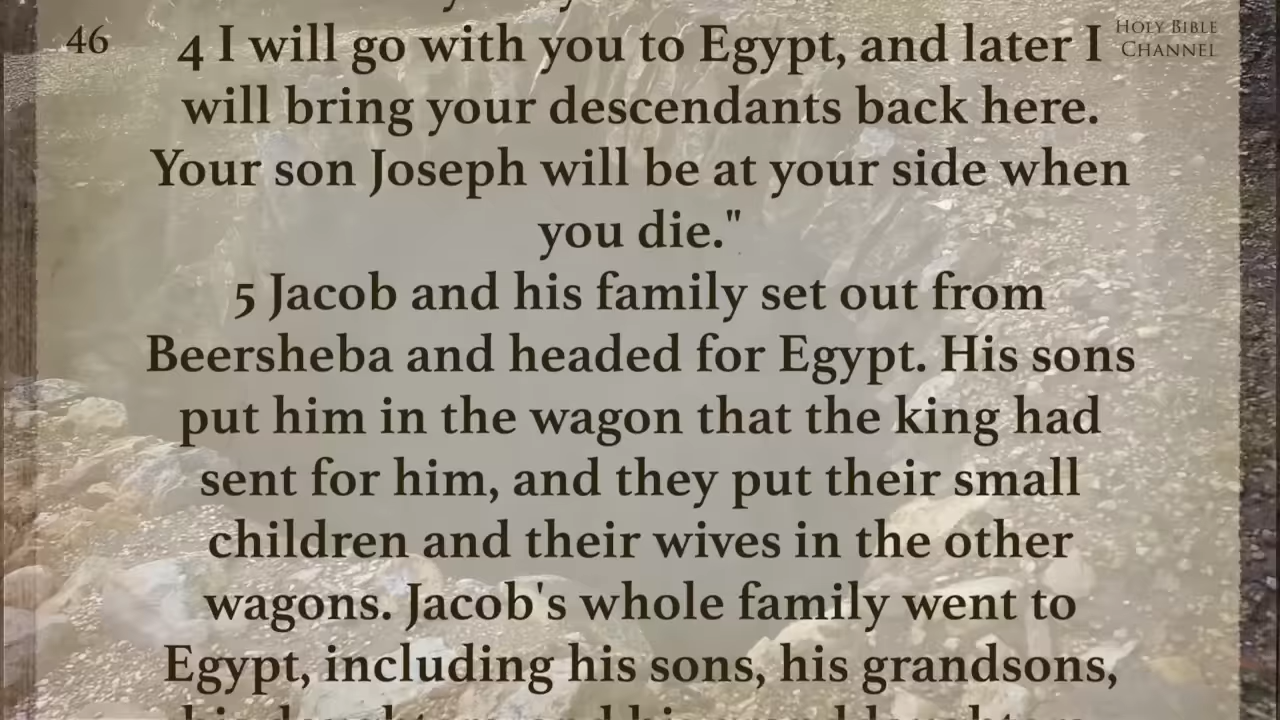 46
HOLY BIBLE
CHANNEL
4 I will go with you to Egypt, and later I
will bring your descendants back here.
Your son Joseph will be at your side when
you die."
5 Jacob and his family set out from
Beersheba and headed for Egypt. His sons
put him in the wagon that the king had
sent for him, and they put their small
children and their wives in the other
wagons. Jacob's whole family went to
Egypt, including his sons, his grandsons,